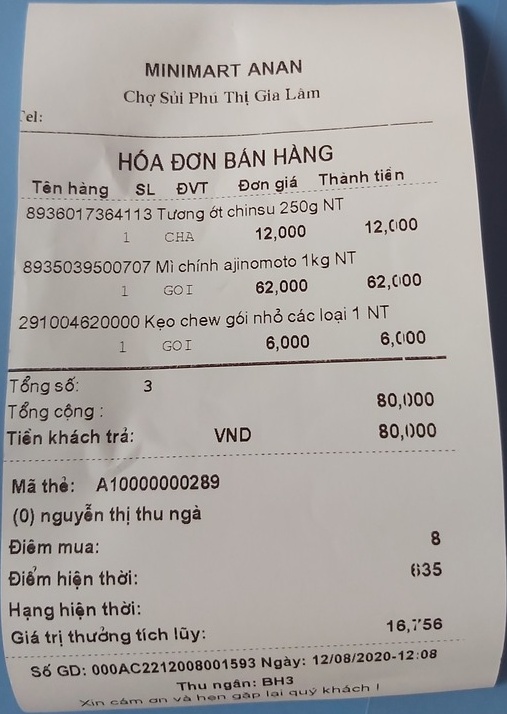 MINIMART ANAN
Chợ Sủi Phú Thị Gia Lâm
Tel:
HÓA ĐƠN BÁN HÀNG
Tên hàng SL ĐVT Đơn giá Thành tiền
8936017364113 Tương ớt chinsu 250g NT
1 CHA 12,000 12,000
8935039500707 Mì chính ajinomoto 1kg NT
1 GOI 62,000 62,000
291004620000 Kẹo chew gói nhỏ các loại 1 NT
1 GOI 6,000 6,000
Tổng số: 3
Tổng cộng : 80,000
Tiền khách trả: VND 80,000
Mã thẻ: A10000000289
(0) nguyễn thị thu ngà
Điểm mua: 8
Điểm hiện thời: 635
Hạng hiện thời:
Giá trị thưởng tích lũy: 16,756
Số GD: 000AC2212008001593 Ngày: 12/08/2020-12:08
Thu ngân: BH3
Xin cám ơn và hẹn gặp lại quý khách !